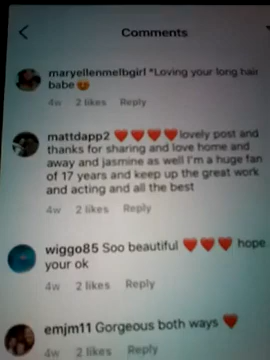 Comments
maryellenmelbgirl *Loving your long hair
babe 😍
4w 2 likes Reply
mattdapp2 ❤️❤️❤️❤️lovely post and
thanks for sharing and love home and
away and jasmine as well I'm a huge fan
of 17 years and keep up the great work
and acting and all the best
4w 2 likes Reply
wiggo85 Soo beautiful ❤️❤️❤️ hope
your ok
4w 2 likes Reply
emjm11 Gorgeous both ways ❤️
4w 2 likes Reply